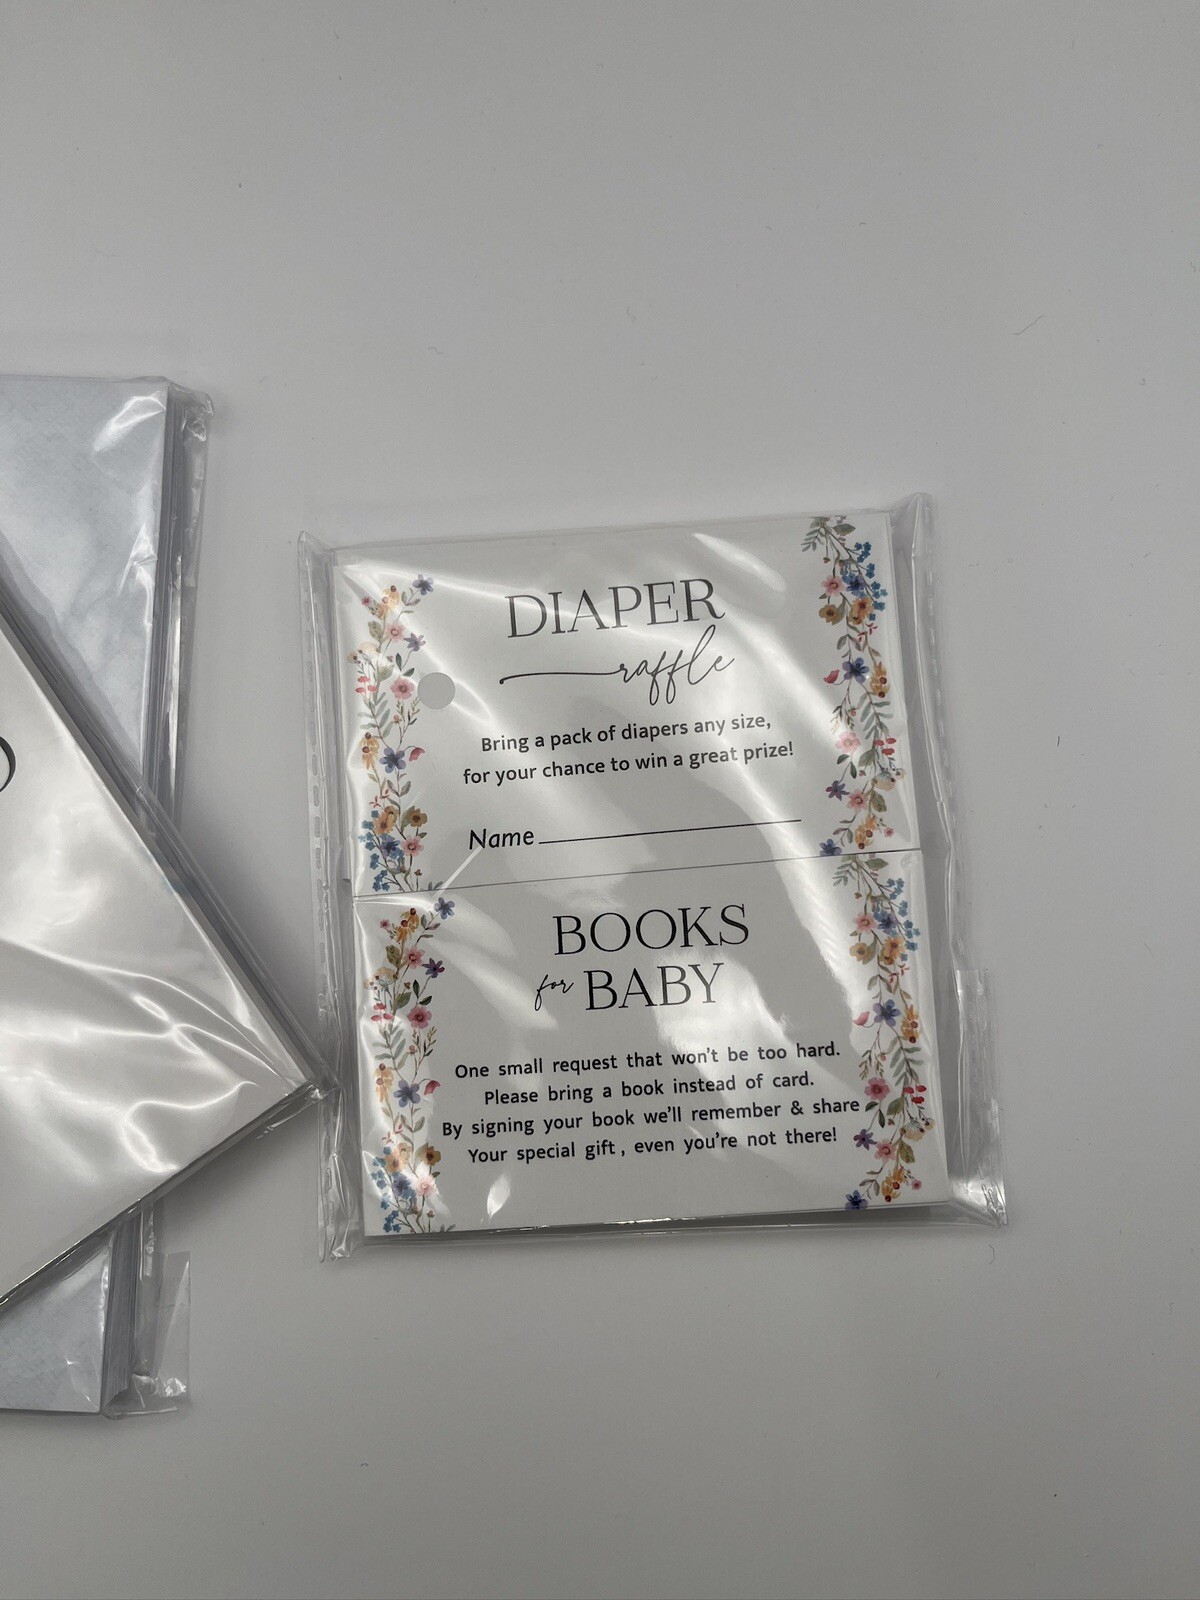 DIAPER
raffle
Bring a pack of diapers any size,
for your chance to win a great prize!
Name
BOOKS
for BABY
One small request that won't be too hard.
Please bring a book instead of card.
By signing your book we'll remember & share
Your special gift, even you're not there!